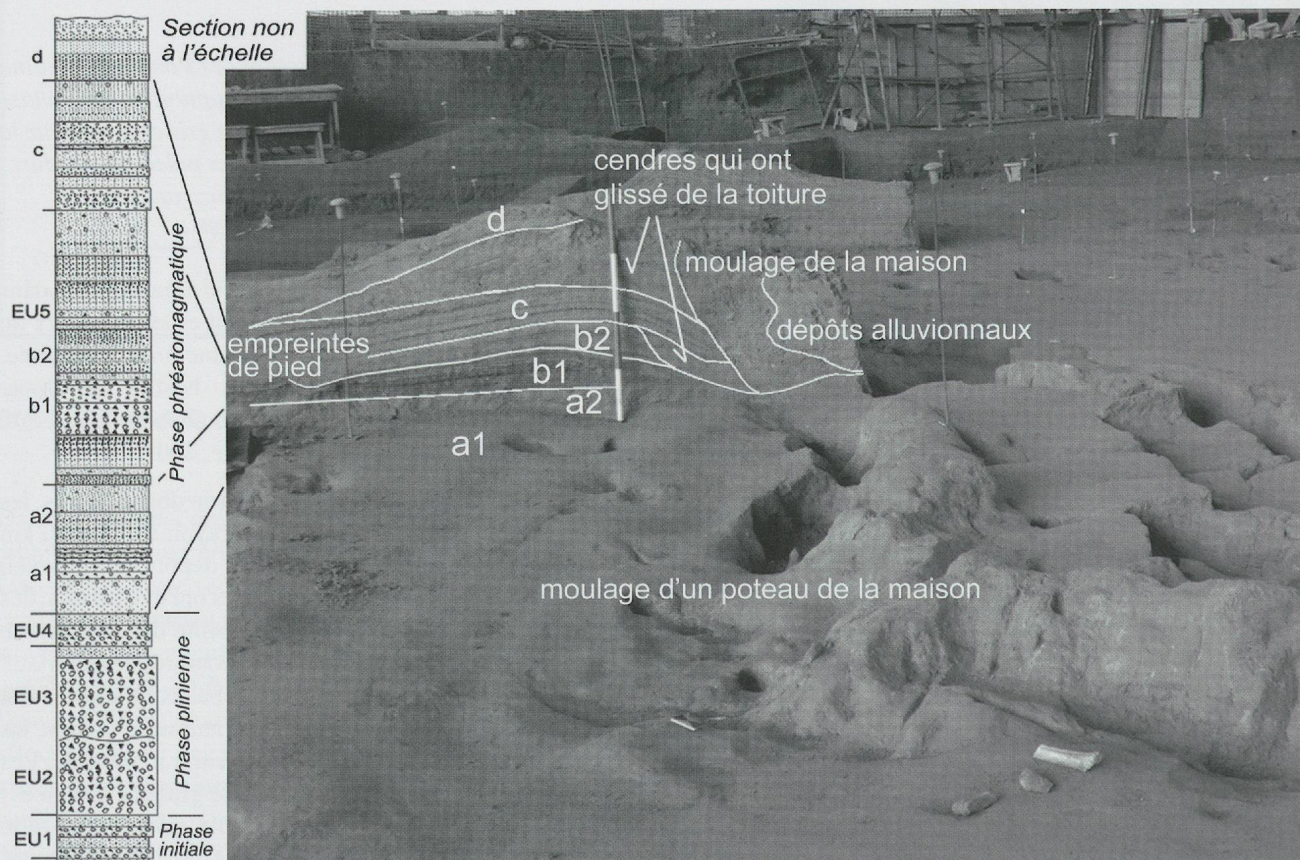 Section non
à l'échelle
d
c
EU5
b2
b1
a2
a1
EU4
EU3
EU2
EU1
Phase phréatomagmatique
Phase plinienne
Phase
initiale
cendres qui ont
glissé de la toiture
d
moulage de la maison
c
b2
dépôts alluvionnaux
empreintes
de pied
b1
a2
a1
moulage d'un poteau de la maison